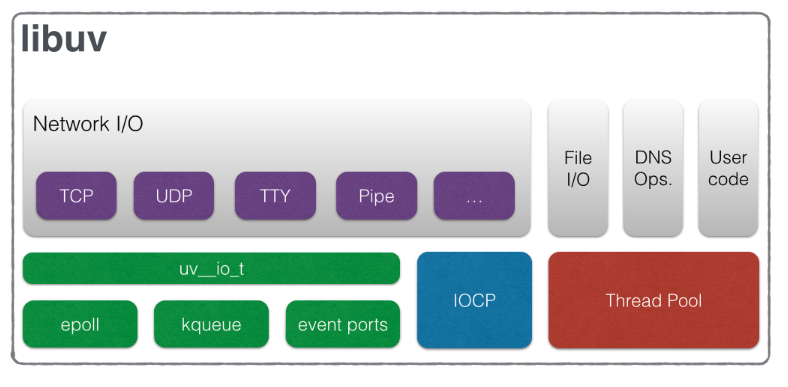 libuv
Network I/O
TCP
UDP
TTY
Pipe
...
File
I/O
DNS
Ops.
User
code
uv__io_t
epoll
kqueue
event ports
IOCP
Thread Pool